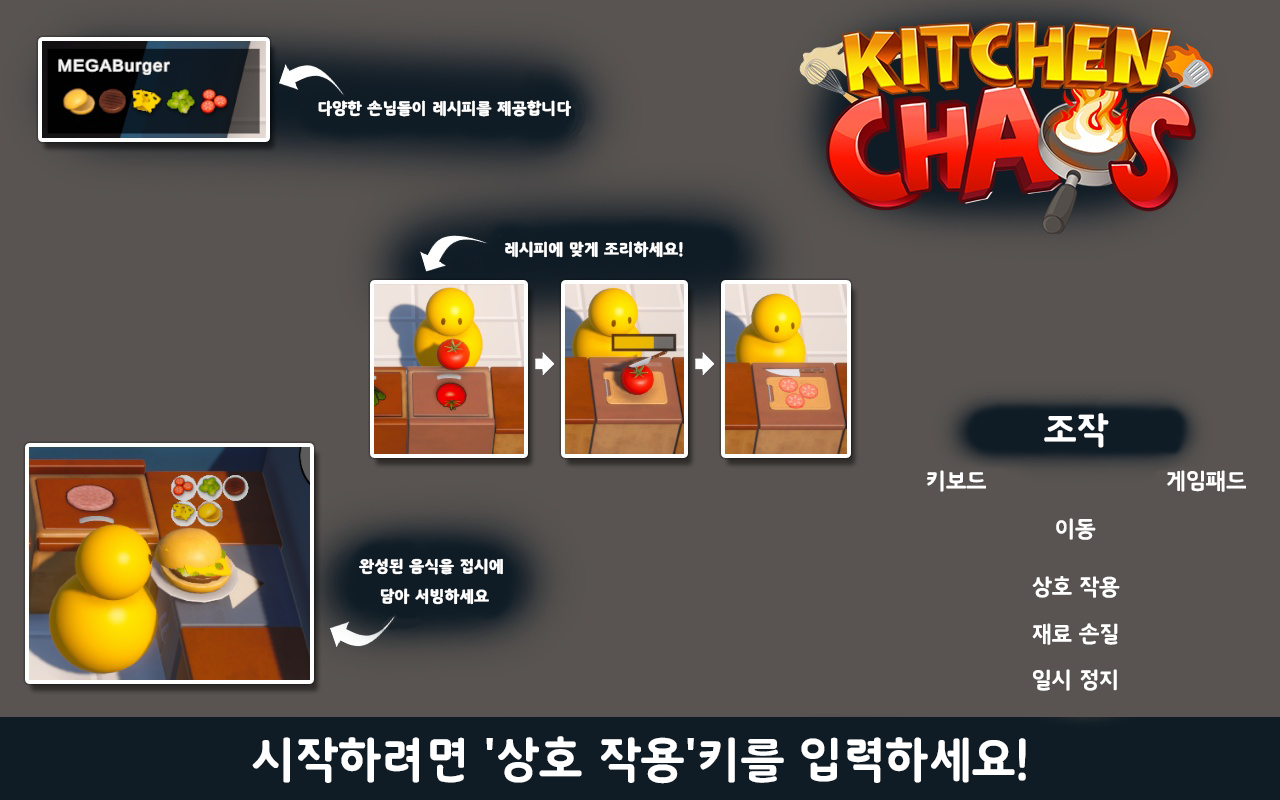 MEGABurger
다양한 손님들이 레시피를 제공합니다
KITCHEN
CHAOS
레시피에 맞게 조리하세요!
완성된 음식을 접시에
담아 서빙하세요
조작
키보드
게임패드
이동
상호 작용
재료 손질
일시 정지
시작하려면 '상호 작용'키를 입력하세요!